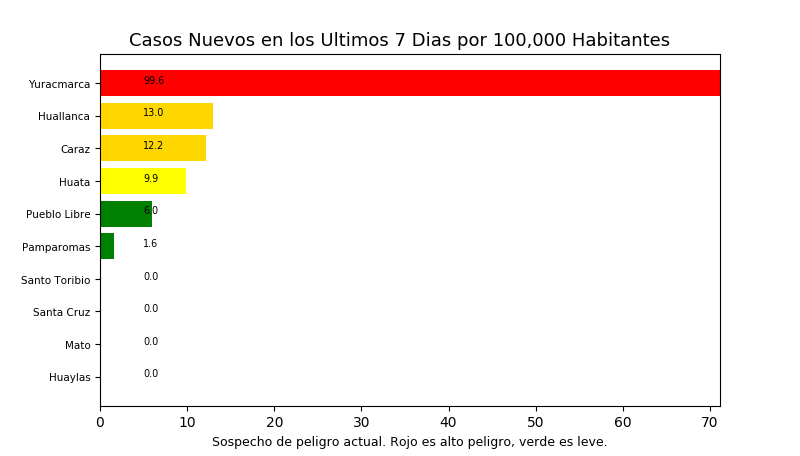 Casos Nuevos en los Ultimos 7 Dias por 100,000 Habitantes
Yuracmarca 99.6
Huallanca 13.0
Caraz 12.2
Huata 9.9
Pueblo Libre 6.0
Pamparomas 1.6
Santo Toribio 0.0
Santa Cruz 0.0
Mato 0.0
Huaylas 0.0
0 10 20 30 40 50 60 70
Sospecho de peligro actual. Rojo es alto peligro, verde es leve.